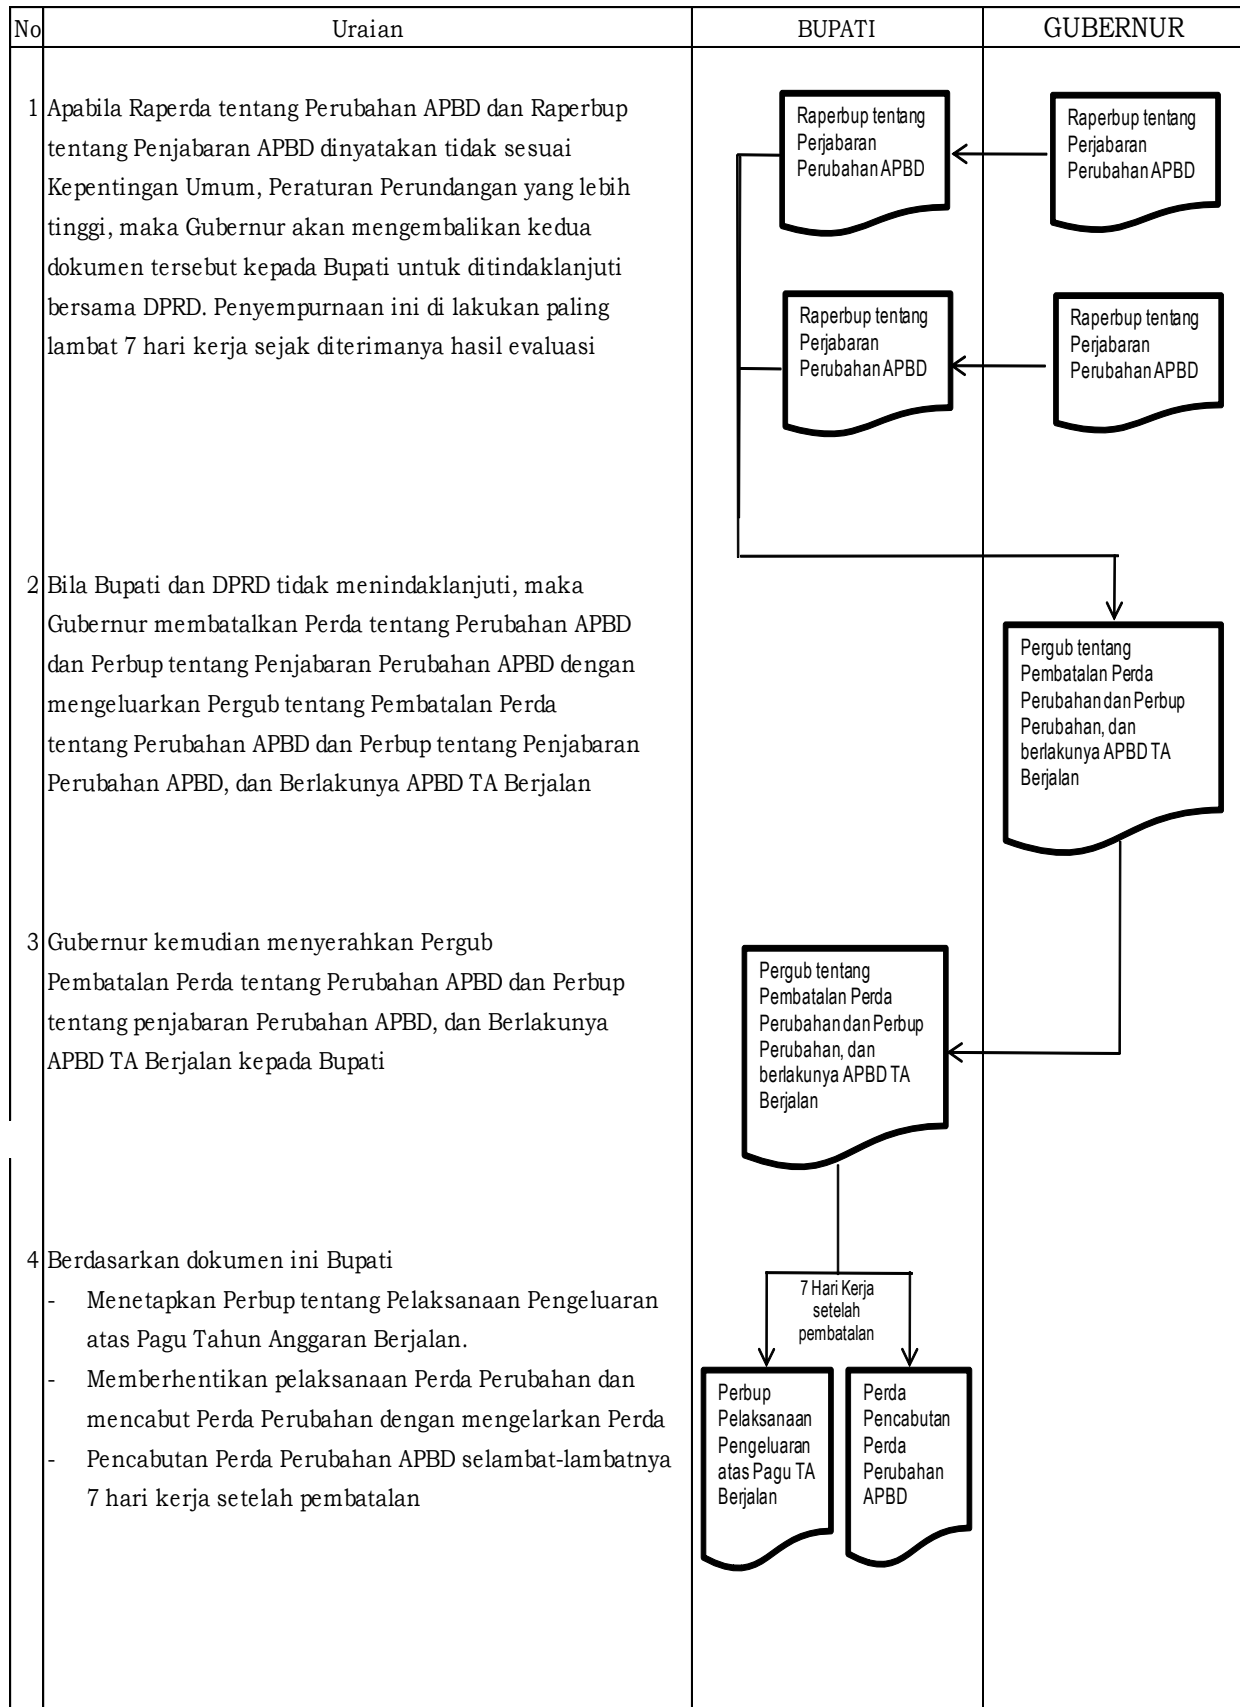 No
Uraian
BUPATI
GUBERNUR
1 Apabila Raperda tentang Perubahan APBD dan Raperbup
tentang Penjabaran APBD dinyatakan tidak sesuai
Kepentingan Umum, Peraturan Perundangan yang lebih
tinggi, maka Gubernur akan mengembalikan kedua
dokumen tersebut kepada Bupati untuk ditindaklanjuti
bersama DPRD. Penyempurnaan ini di lakukan paling
lambat 7 hari kerja sejak diterimanya hasil evaluasi
Raperbup tentang
Perjabaran
Perubahan APBD
Raperbup tentang
Perjabaran
Perubahan APBD
Raperbup tentang
Perjabaran
Perubahan APBD
Raperbup tentang
Perjabaran
Perubahan APBD
2 Bila Bupati dan DPRD tidak menindaklanjuti, maka
Gubernur membatalkan Perda tentang Perubahan APBD
dan Perbup tentang Penjabaran Perubahan APBD dengan
mengeluarkan Pergub tentang Pembatalan Perda
tentang Perubahan APBD dan Perbup tentang Penjabaran
Perubahan APBD, dan Berlakunya APBD TA Berjalan
Pergub tentang
Pembatalan Perda
Perubahan dan Perbup
Perubahan, dan
berlakunya APBD TA
Berjalan
3 Gubernur kemudian menyerahkan Pergub
Pembatalan Perda tentang Perubahan APBD dan Perbup
tentang penjabaran Perubahan APBD, dan Berlakunya
APBD TA Berjalan kepada Bupati
Pergub tentang
Pembatalan Perda
Perubahan dan Perbup
Perubahan, dan
berlakunya APBD TA
Berjalan
4 Berdasarkan dokumen ini Bupati
- Menetapkan Perbup tentang Pelaksanaan Pengeluaran
atas Pagu Tahun Anggaran Berjalan.
- Memberhentikan pelaksanaan Perda Perubahan dan
mencabut Perda Perubahan dengan mengelarkan Perda
- Pencabutan Perda Perubahan APBD selambat-lambatnya
7 hari kerja setelah pembatalan
7 Hari Kerja
setelah
pembatalan
Perbup
Pelaksanaan
Pengeluaran
atas Pagu TA
Berjalan
Perda
Pencabutan
Perda
Perubahan
APBD